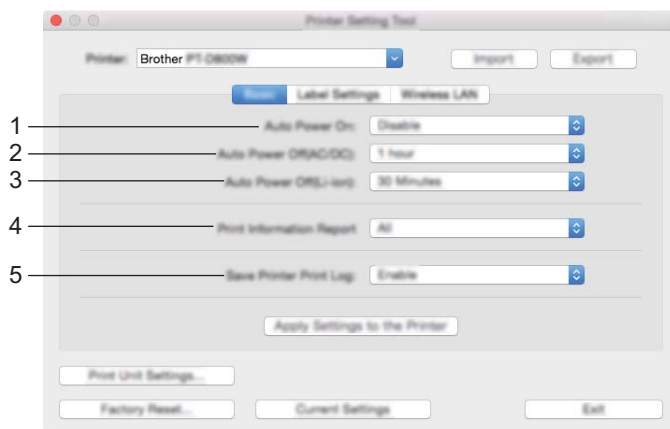 Printer Setting Tool
Printer: Brother PT-D800W Import Export
Basic Label Settings Wireless LAN
1 Auto Power On: Disable
2 Auto Power Off(AC/DC): 1 hour
3 Auto Power Off(Li-ion): 30 Minutes
4 Print Information Report All
5 Save Printer Print Log: Enable
Apply Settings to the Printer
Print Unit Settings...
Factory Reset... Current Settings Exit